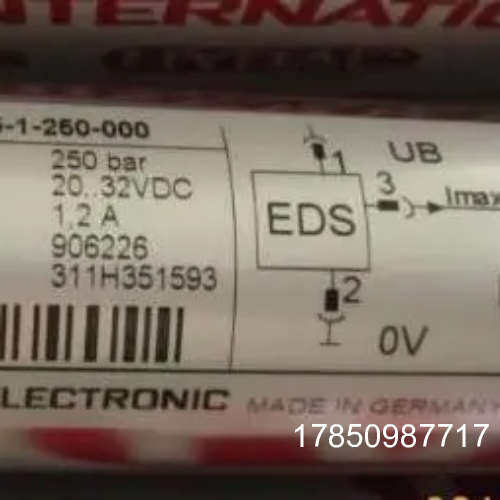 INTERNATIO
5-1-250-000
250 bar
20..32VDC
1,2 A
906226
311H351593
1
UB
3
Imax
EDS
2
0V
ELECTRONIC MADE IN GERMANY
17850987717